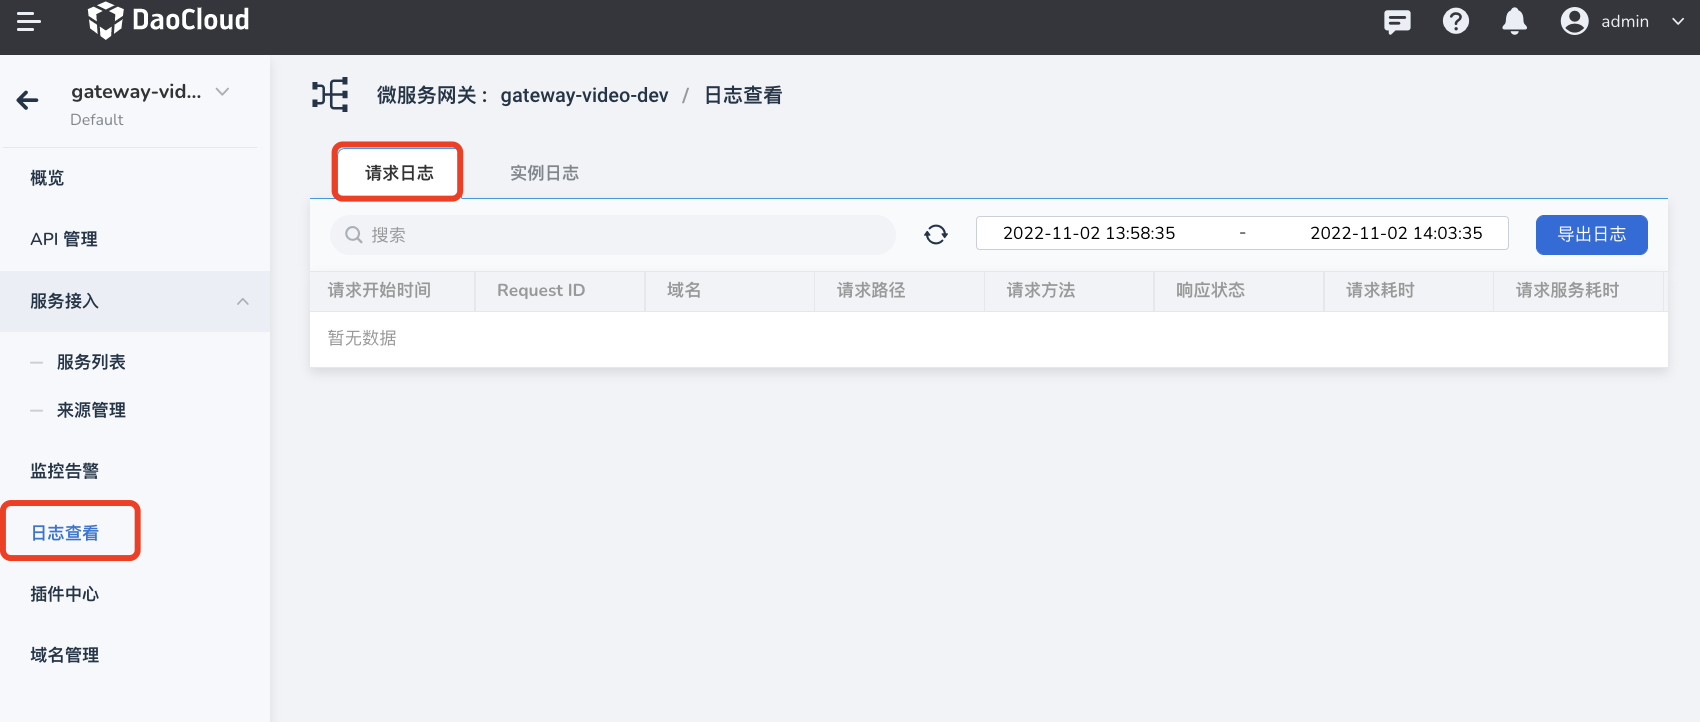 DaoCloud
admin
gateway-vid...
Default
概览
API 管理
服务接入
服务列表
来源管理
监控告警
日志查看
插件中心
域名管理
微服务网关： gateway-video-dev / 日志查看
请求日志 实例日志
搜索 2022-11-02 13:58:35 - 2022-11-02 14:03:35 导出日志
请求开始时间 Request ID 域名 请求路径 请求方法 响应状态 请求耗时 请求服务耗时
暂无数据